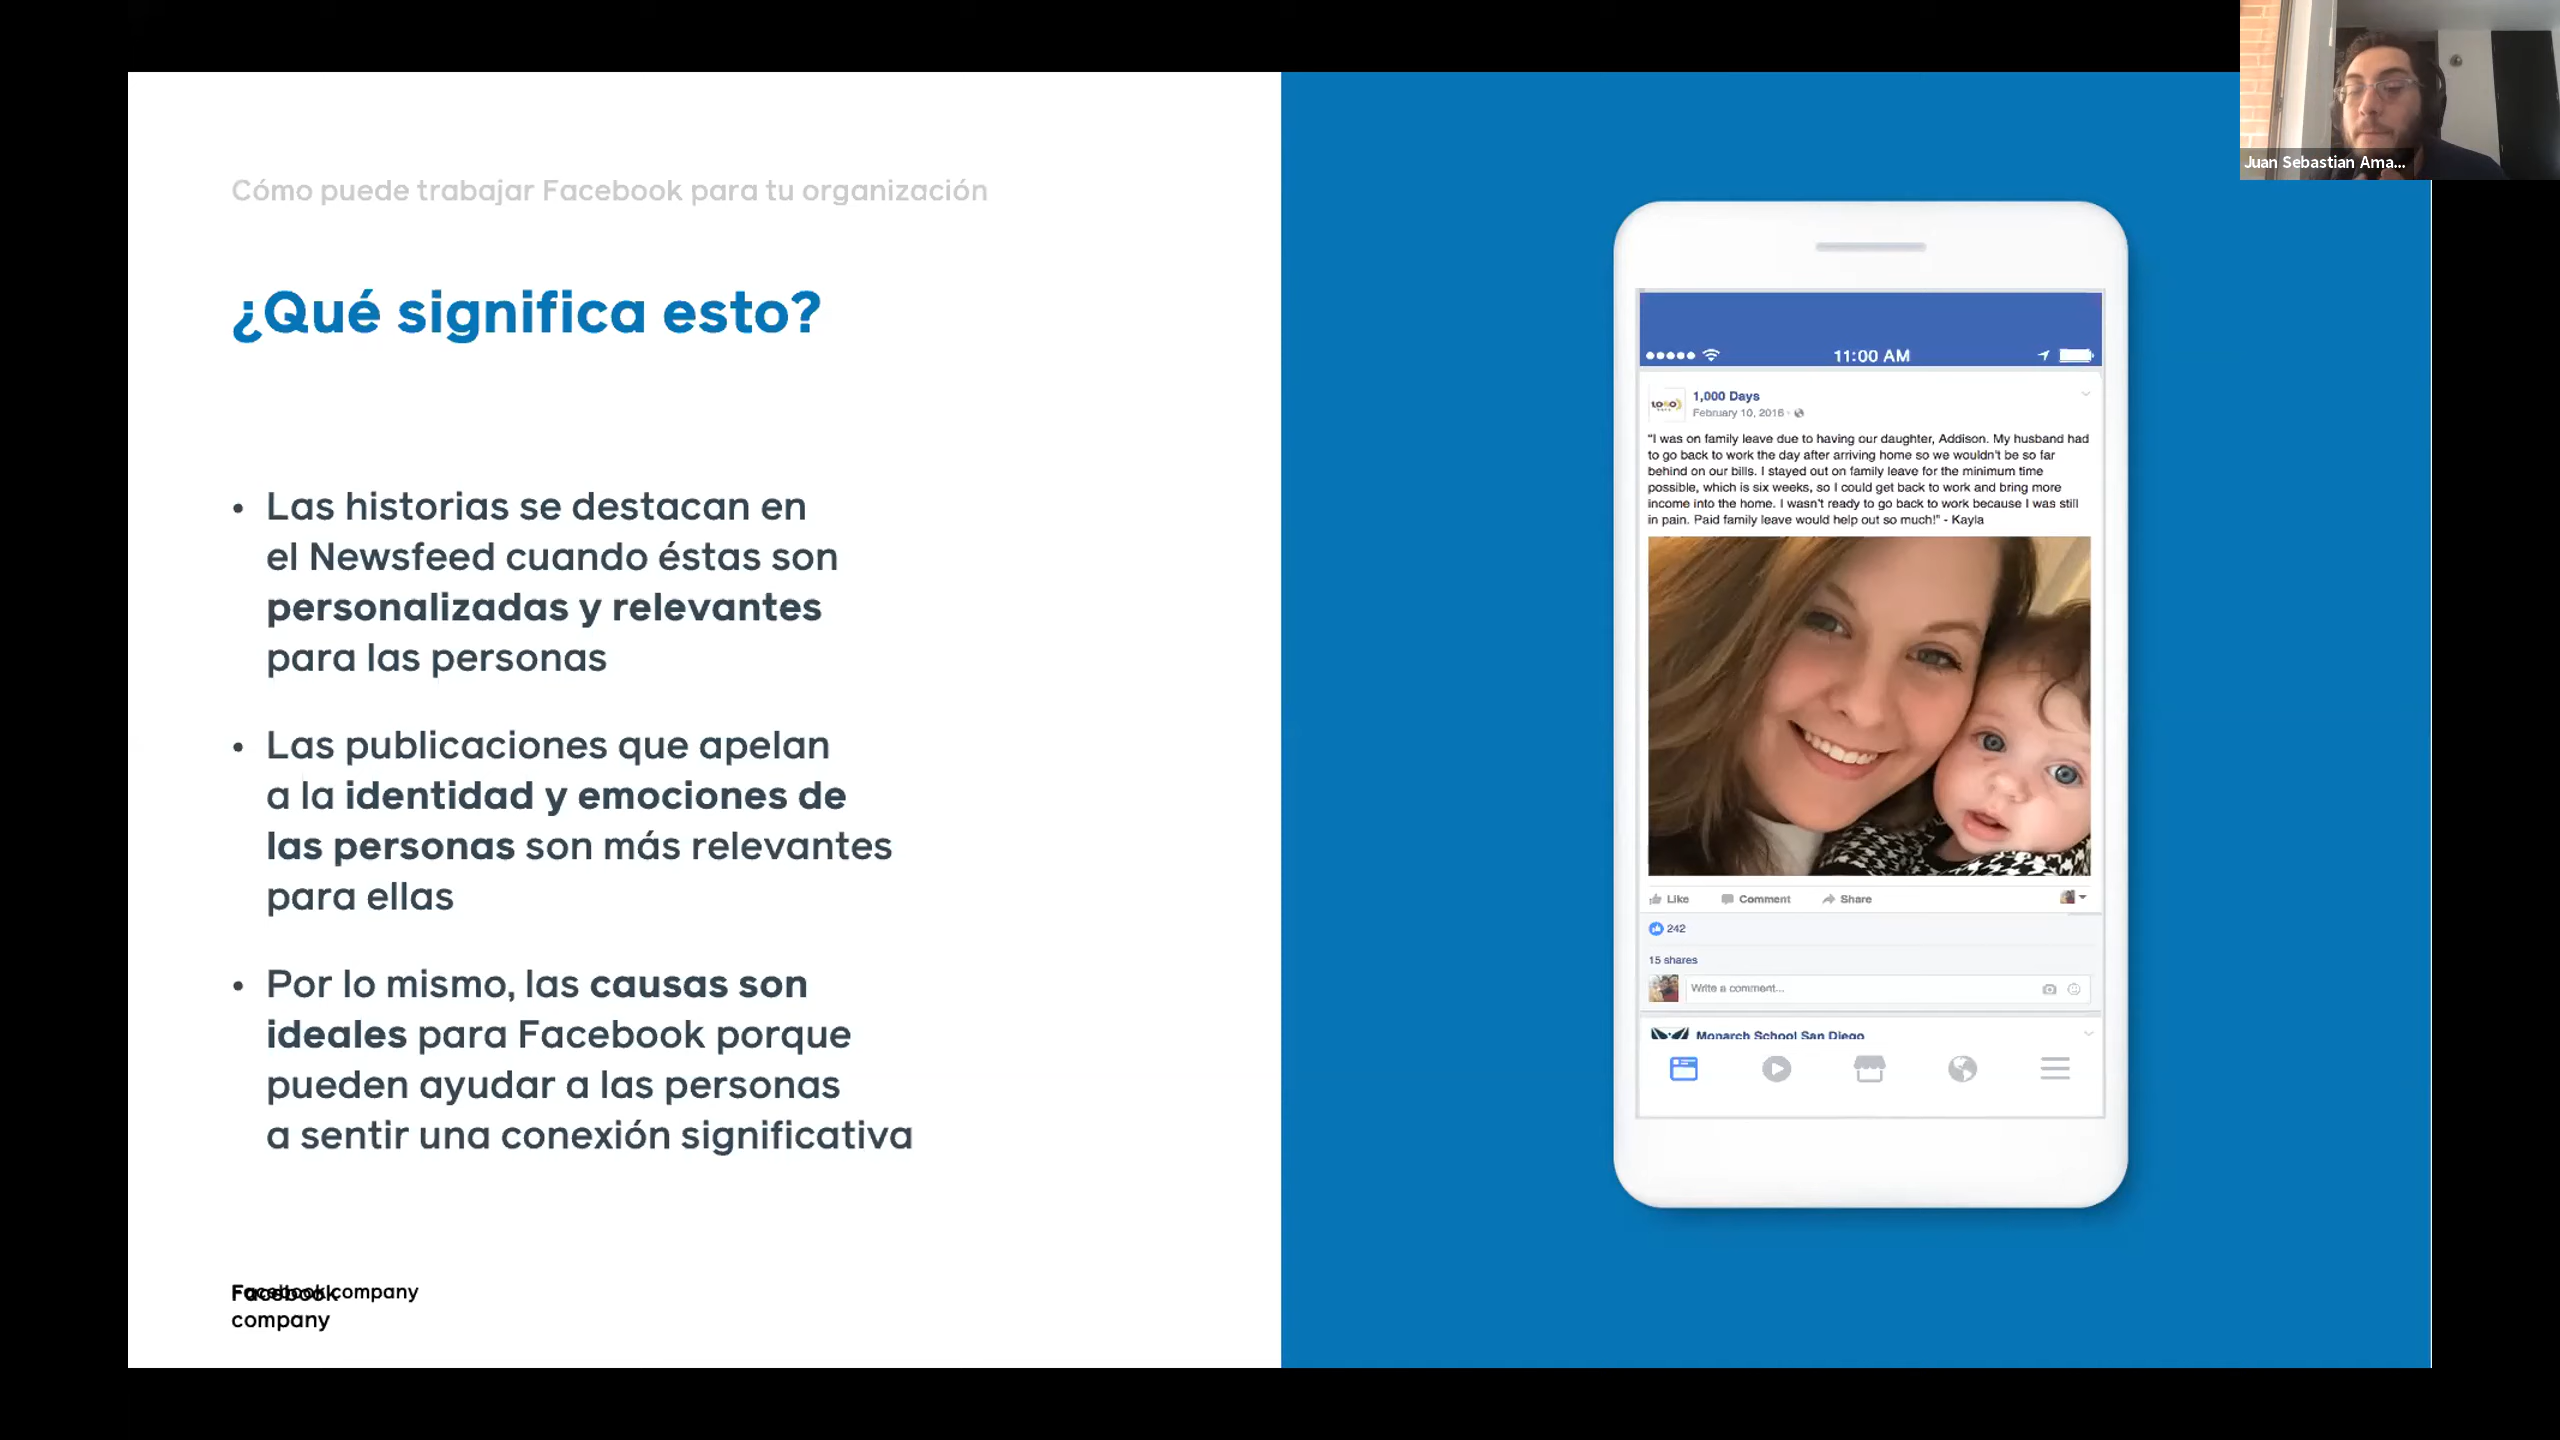 Juan Sebastian Ama...
Cómo puede trabajar Facebook para tu organización
¿Qué significa esto?
• Las historias se destacan en
el Newsfeed cuando éstas son
personalizadas y relevantes
para las personas
• Las publicaciones que apelan
a la identidad y emociones de
las personas son más relevantes
para ellas
• Por lo mismo, las causas son
ideales para Facebook porque
pueden ayudar a las personas
a sentir una conexión significativa
Facebook company
Facebook
company
11:00 AM
1,000 Days
February 10, 2016
"I was on family leave due to having our daughter, Addison. My husband had
to go back to work the day after arriving home so we wouldn't be so far
behind on our bills. I stayed out on family leave for the minimum time
possible, which is six weeks, so I could get back to work and bring more
income into the home. I wasn't ready to go back to work because I was still
in pain. Paid family leave would help out so much!" - Kayla
Like Comment Share
242
15 shares
Write a comment...
Monarch School San Diego